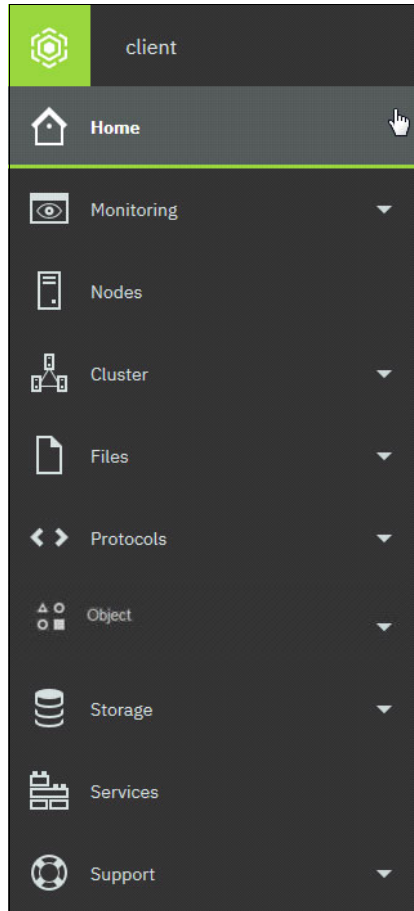 client
Home
Monitoring
Nodes
Cluster
Files
Protocols
Object
Storage
Services
Support